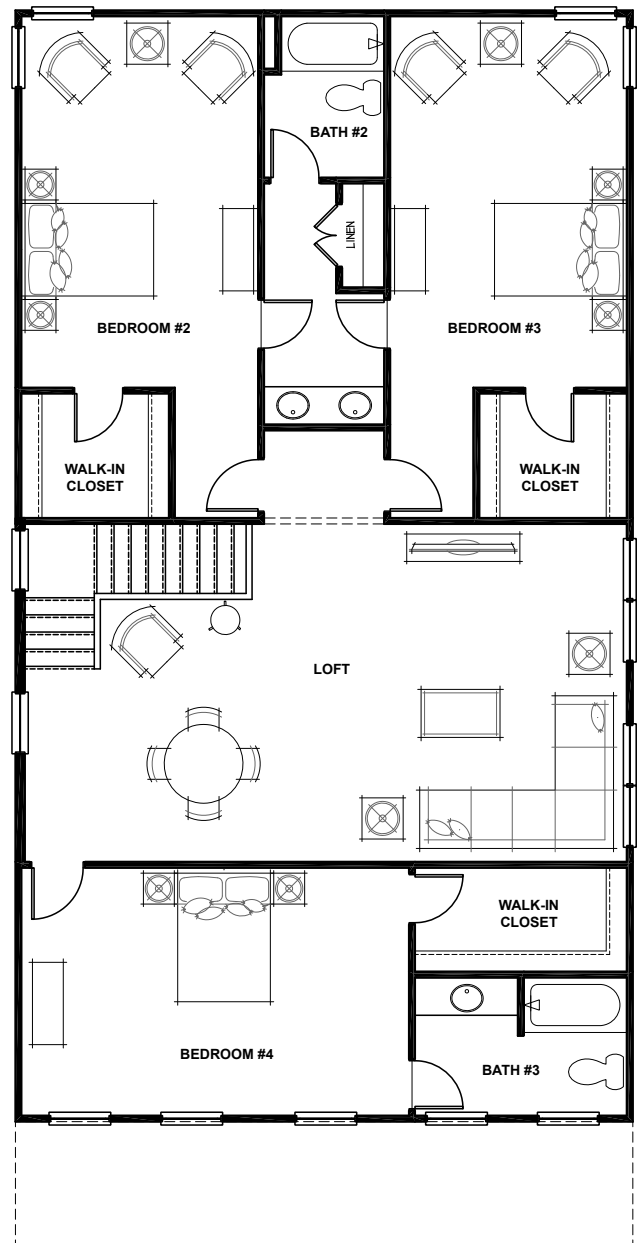 BATH #2
LINEN
BEDROOM #2
BEDROOM #3
WALK-IN
CLOSET
WALK-IN
CLOSET
LOFT
WALK-IN
CLOSET
BEDROOM #4
BATH #3